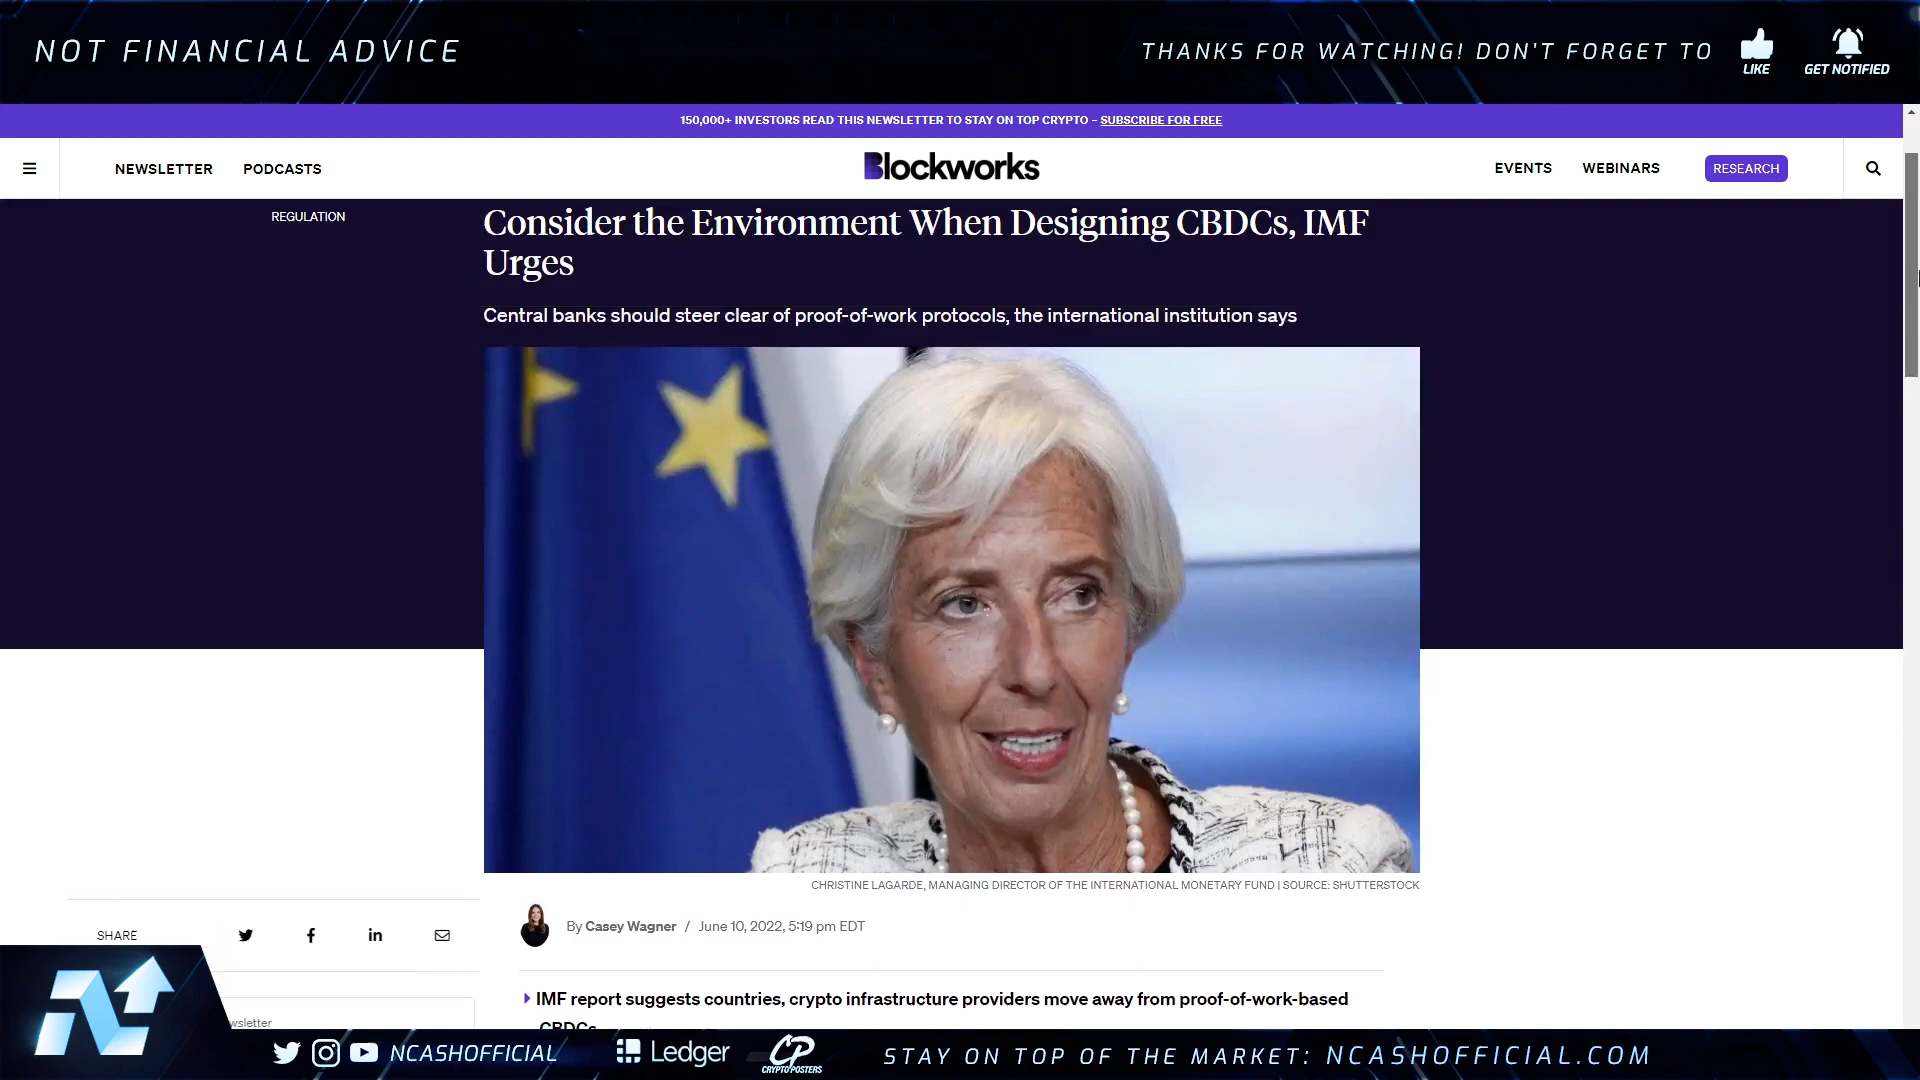 NOT FINANCIAL ADVICE
THANKS FOR WATCHING! DON'T FORGET TO
LIKE
GET NOTIFIED
150,000+ INVESTORS READ THIS NEWSLETTER TO STAY ON TOP CRYPTO – SUBSCRIBE FOR FREE
NEWSLETTER
PODCASTS
Blockworks
EVENTS
WEBINARS
RESEARCH
REGULATION
Consider the Environment When Designing CBDCs, IMF
Urges
Central banks should steer clear of proof-of-work protocols, the international institution says
CHRISTINE LAGARDE, MANAGING DIRECTOR OF THE INTERNATIONAL MONETARY FUND | SOURCE: SHUTTERSTOCK
By Casey Wagner / June 10, 2022, 5:19 pm EDT
SHARE
IMF report suggests countries, crypto infrastructure providers move away from proof-of-work-based
CBDCs
wsletter
NCASHOFFICIAL
Ledger
CP
CRYPTOPOSTERS
STAY ON TOP OF THE MARKET: NCASHOFFICIAL.COM